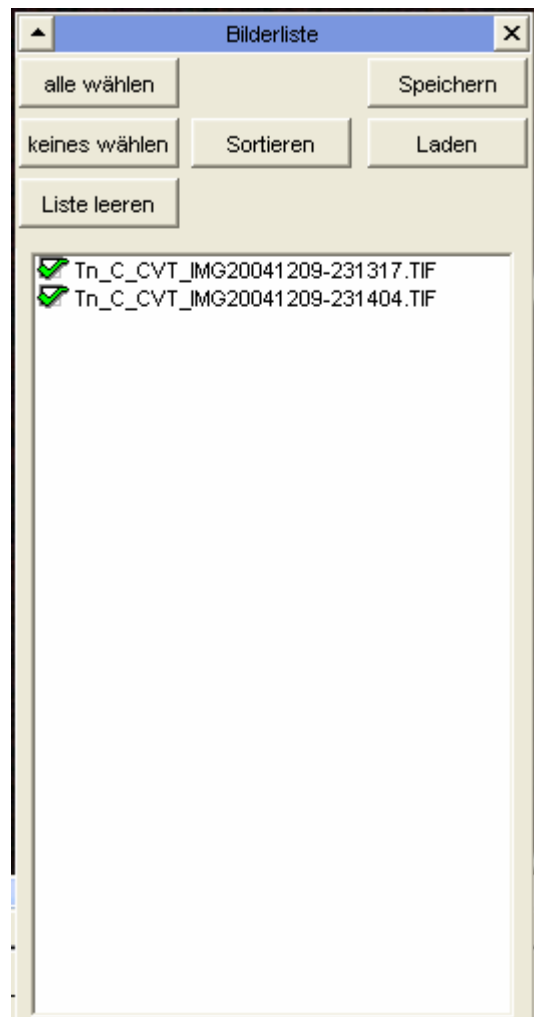 Bilderliste
alle wählen Speichern
keines wählen Sortieren Laden
Liste leeren
Tn_C_CVT_IMG20041209-231317.TIF
Tn_C_CVT_IMG20041209-231404.TIF